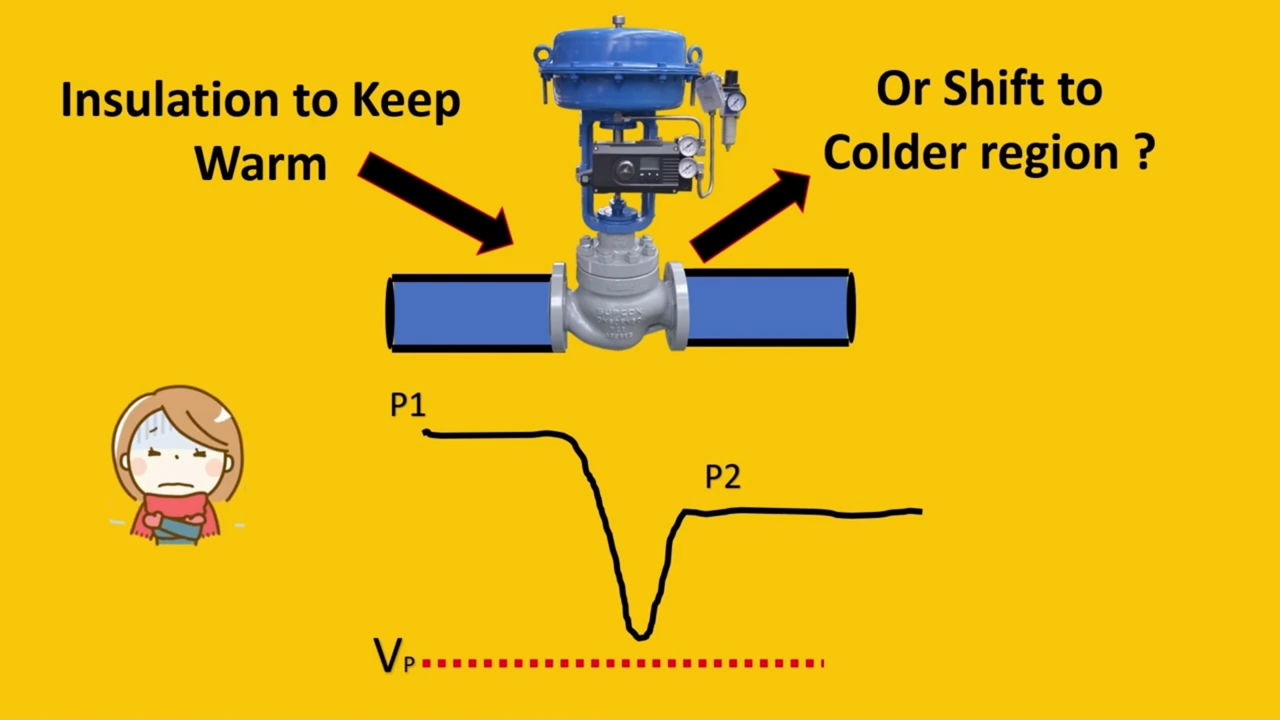 Insulation to Keep
Warm
Or Shift to
Colder region ?
P1
P2
VP